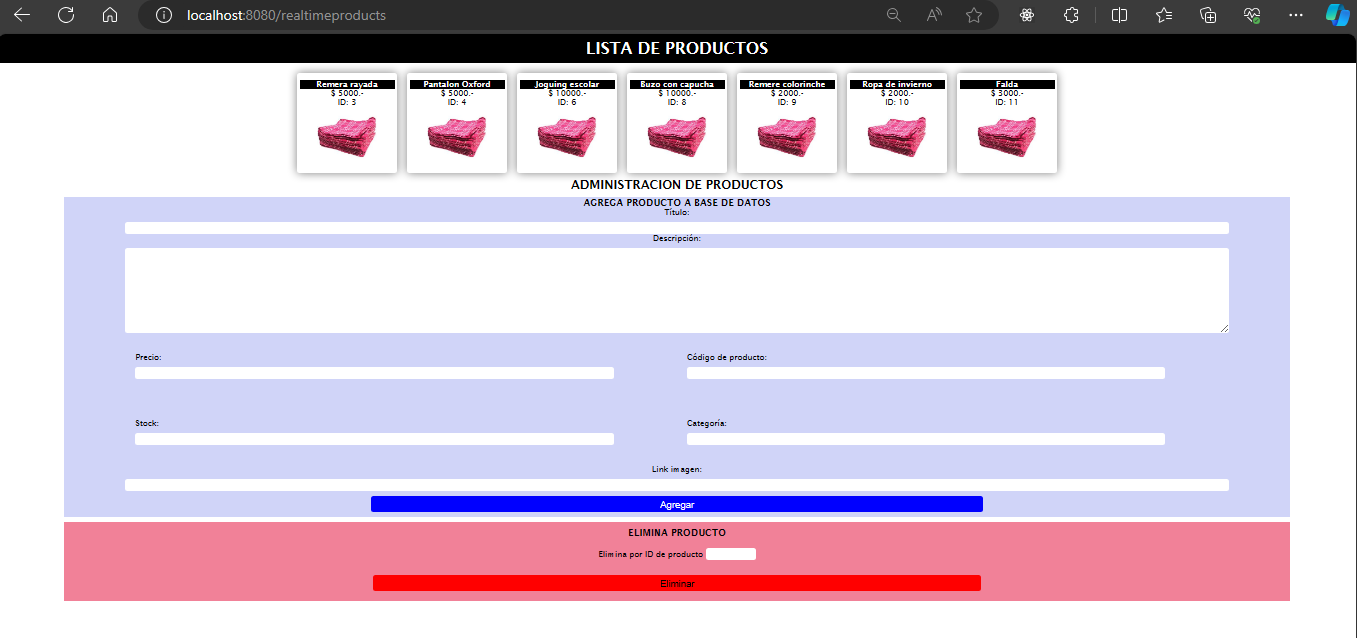 localhost:8080/realtimeproducts
LISTA DE PRODUCTOS
Remera rayada
$ 5000.-
ID: 3
Pantalon Oxford
$ 5000.-
ID: 4
Joguing escolar
$ 10000.-
ID: 6
Buzo con capucha
$ 10000.-
ID: 8
Remere colorinche
$ 2000.-
ID: 9
Ropa de invierno
$ 2000.-
ID: 10
Falda
$ 3000.-
ID: 11
ADMINISTRACION DE PRODUCTOS
AGREGA PRODUCTO A BASE DE DATOS
Título:
Descripción:
Precio:
Código de producto:
Stock:
Categoría:
Link imagen:
Agregar
ELIMINA PRODUCTO
Elimina por ID de producto
Eliminar